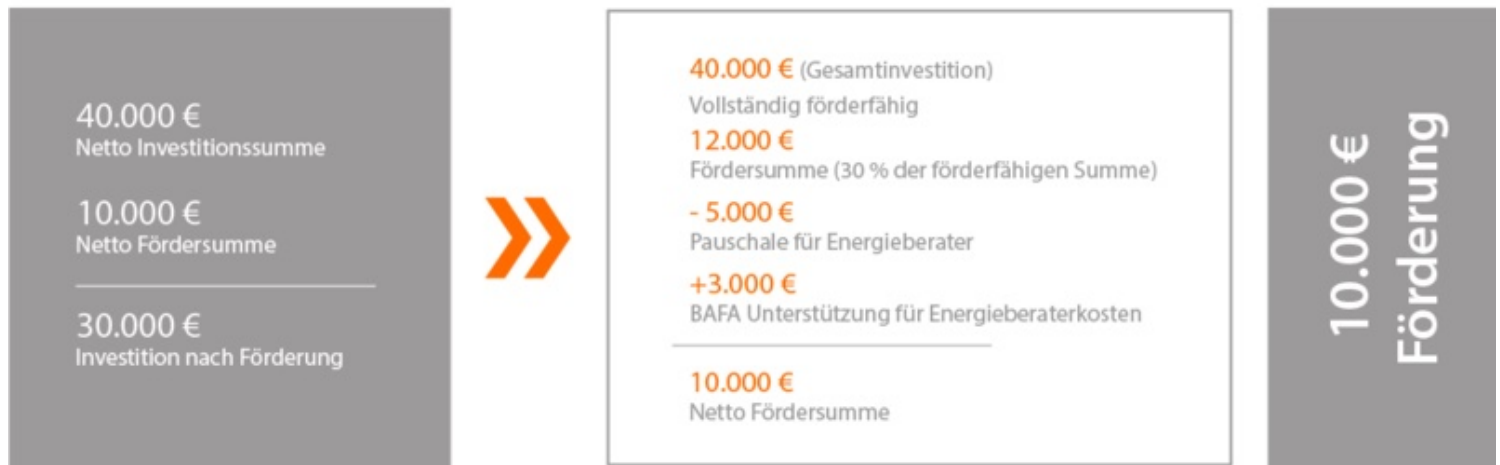 40.000 €
Netto Investitionssumme
10.000 €
Netto Fördersumme
30.000 €
Investition nach Förderung
40.000 € (Gesamtinvestition)
Vollständig förderfähig
12.000 €
Fördersumme (30 % der förderfähigen Summe)
- 5.000 €
Pauschale für Energieberater
+3.000 €
BAFA Unterstützung für Energieberaterkosten
10.000 €
Netto Fördersumme
10.000 €
Förderung